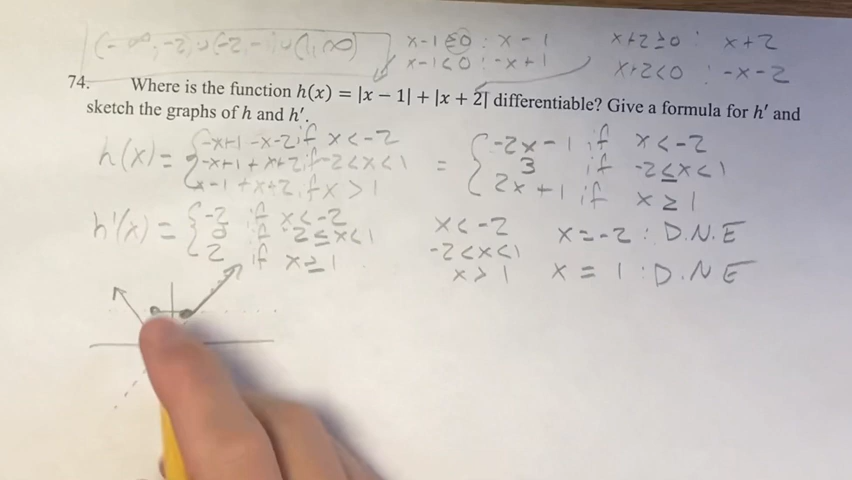 (-∞,-2)∪(-2,-1)∪(1,∞)
x-1≥0 : x-1
x-1<0 : -x+1
x+2≥0 : x+2
x+2<0 : -x-2
74. Where is the function h(x) = |x − 1| + |x + 2| differentiable? Give a formula for h′ and
sketch the graphs of h and h′.
h(x) = { -x+1 -x-2 if x<-2
-x+1 + x+2 if -2<x<1
x-1 + x+2 if x>1
= { -2x-1 if x<-2
3 if -2≤x<1
2x+1 if x≥1
h'(x) = { -2 if x<-2
0 if -2≤x<1
2 if x≥1
x<-2
-2<x<1
x>1
x=-2 : D.N.E
x=1 : D.N.E